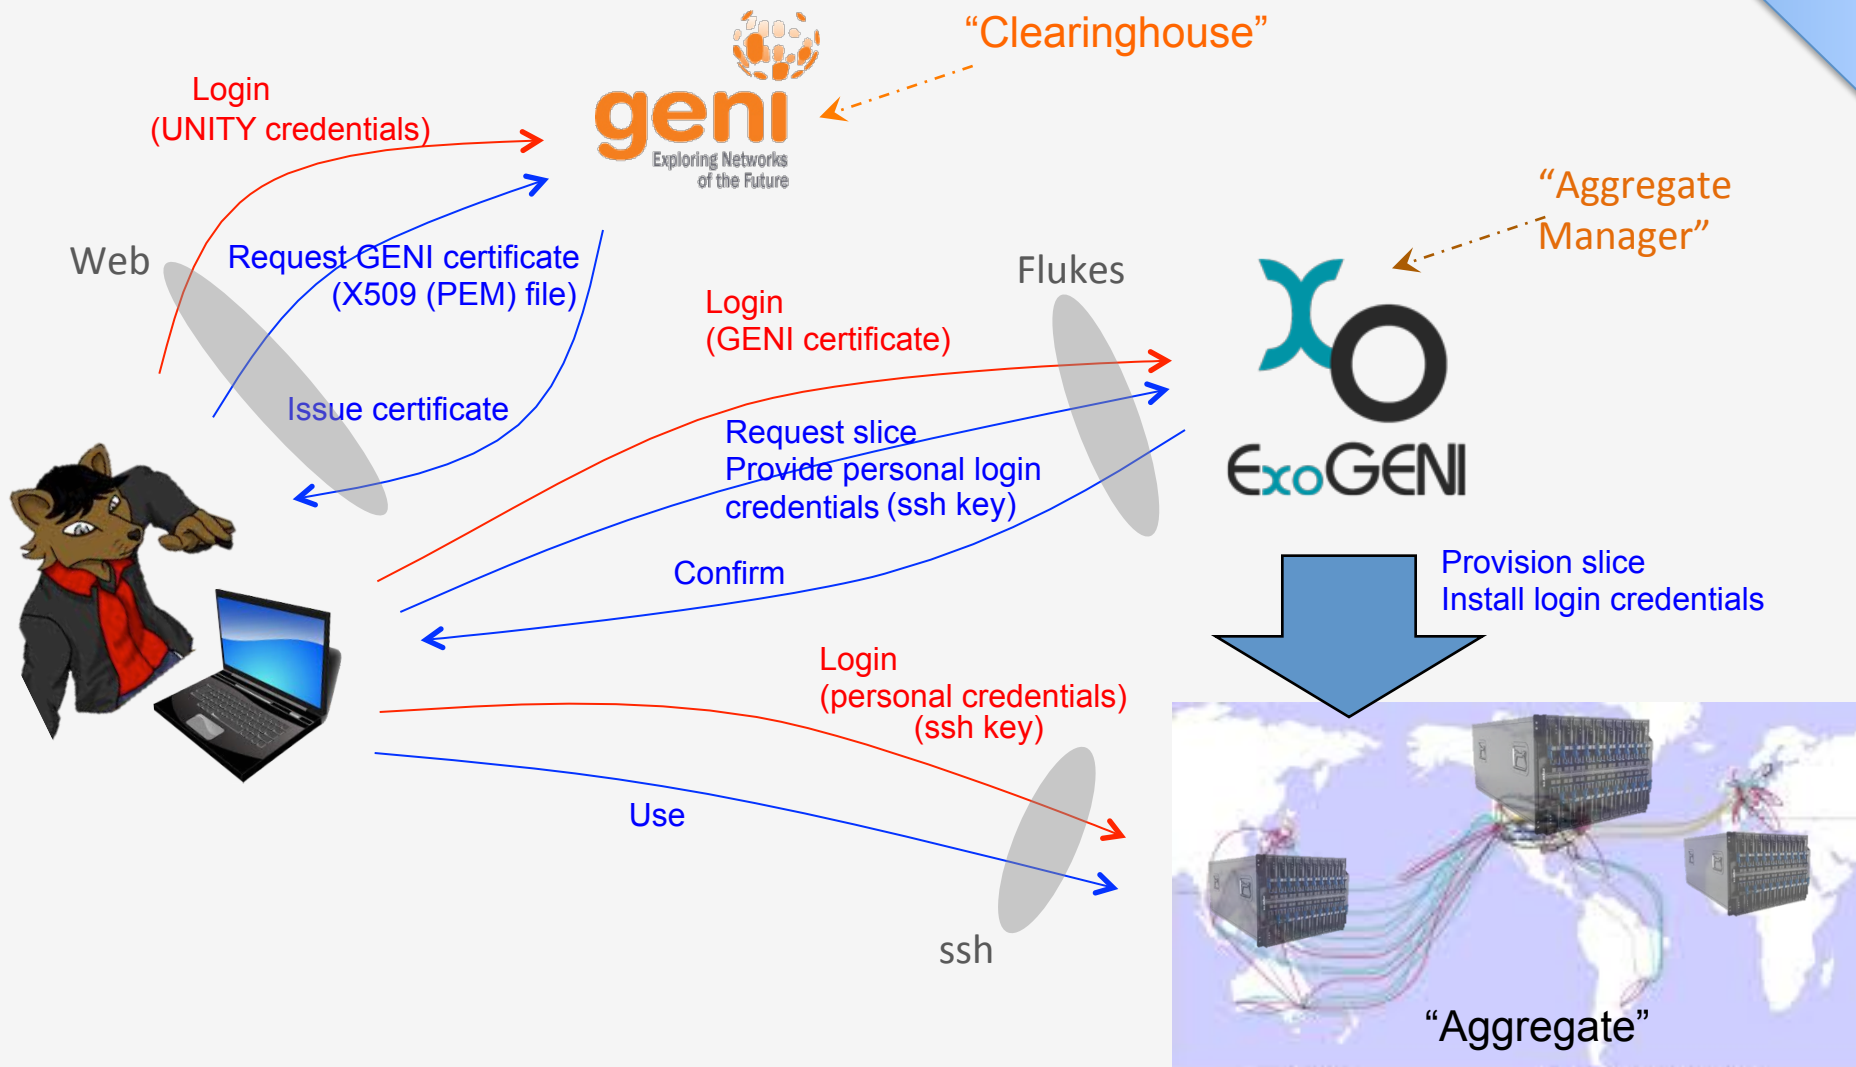 “Clearinghouse”
geni
Exploring Networks
of the Future
Login
(UNITY credentials)
“Aggregate
Manager”
Web
Request GENI certificate
(X509 (PEM) file)
Flukes
Login
(GENI certificate)
Issue certificate
Request slice
Provide personal login
credentials (ssh key)
ExoGENI
Confirm
Provision slice
Install login credentials
Login
(personal credentials)
(ssh key)
Use
ssh
“Aggregate”